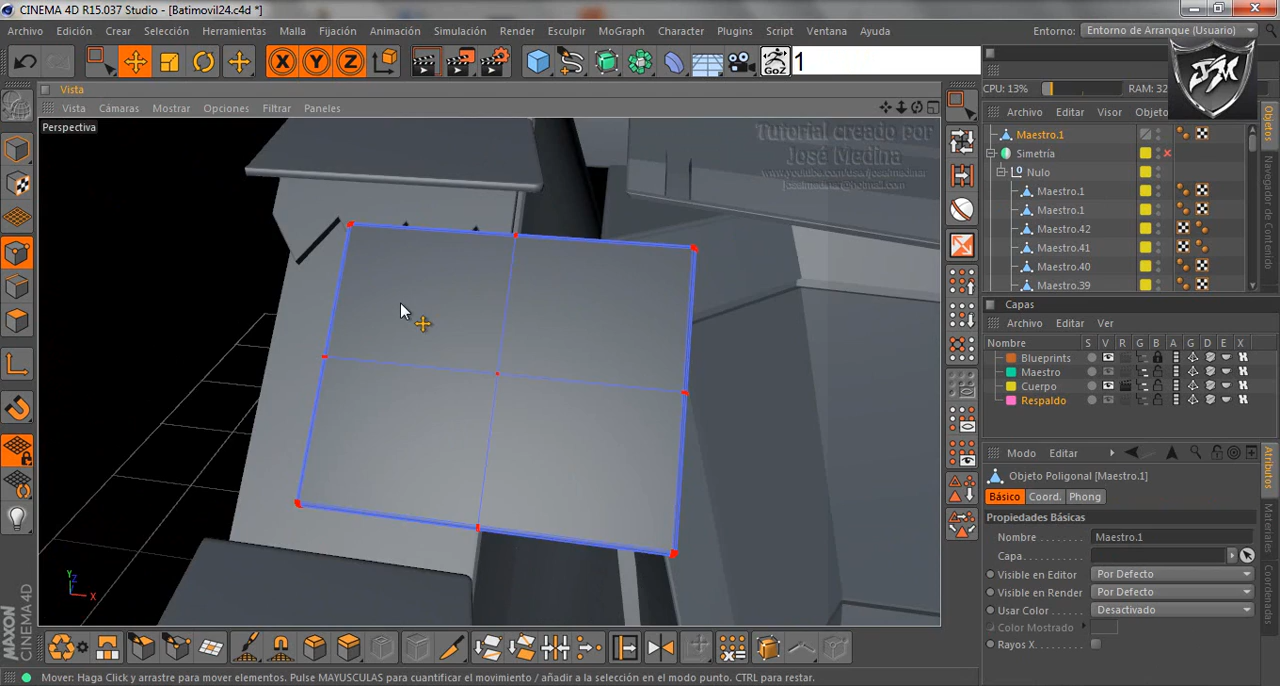 CINEMA 4D R15.037 Studio - [Batimovil24.c4d *]
Archivo Edición Crear Selección Herramientas Malla Fijación Animación Simulación Render Esculpir MoGraph Character Plugins Script Ventana Ayuda Entorno: Entorno de Arranque (Usuario)
X Y Z GoZ 1
JM
Vista
CPU: 13% RAM: 32
Vista Cámaras Mostrar Opciones Filtrar Paneles
Archivo Editar Visor Objeto
Perspectiva
Tutorial creado por
José Medina
Maestro.1
Simetría
Nulo
Maestro.1
Maestro.1
Maestro.42
Maestro.41
Maestro.40
Maestro.39
Objetos
Navegador de Contenido
Capas
Archivo Editar Ver
Nombre S V R L G B A G D E X
Blueprints
Maestro
Cuerpo
Respaldo
Modo Editar
Objeto Poligonal [Maestro.1]
Básico Coord. Phong
Propiedades Básicas
Nombre Maestro.1
Capa
Visible en Editor Por Defecto
Visible en Render Por Defecto
Usar Color Desactivado
Color Mostrado
Rayos X
Atributos
Materiales
Coordenadas
Y Z X
MAXON
CINEMA 4D
Mover: Haga Click y arrastre para mover elementos. Pulse MAYUSCULAS para cuantificar el movimiento / añadir a la selección en el modo punto. CTRL para restar.